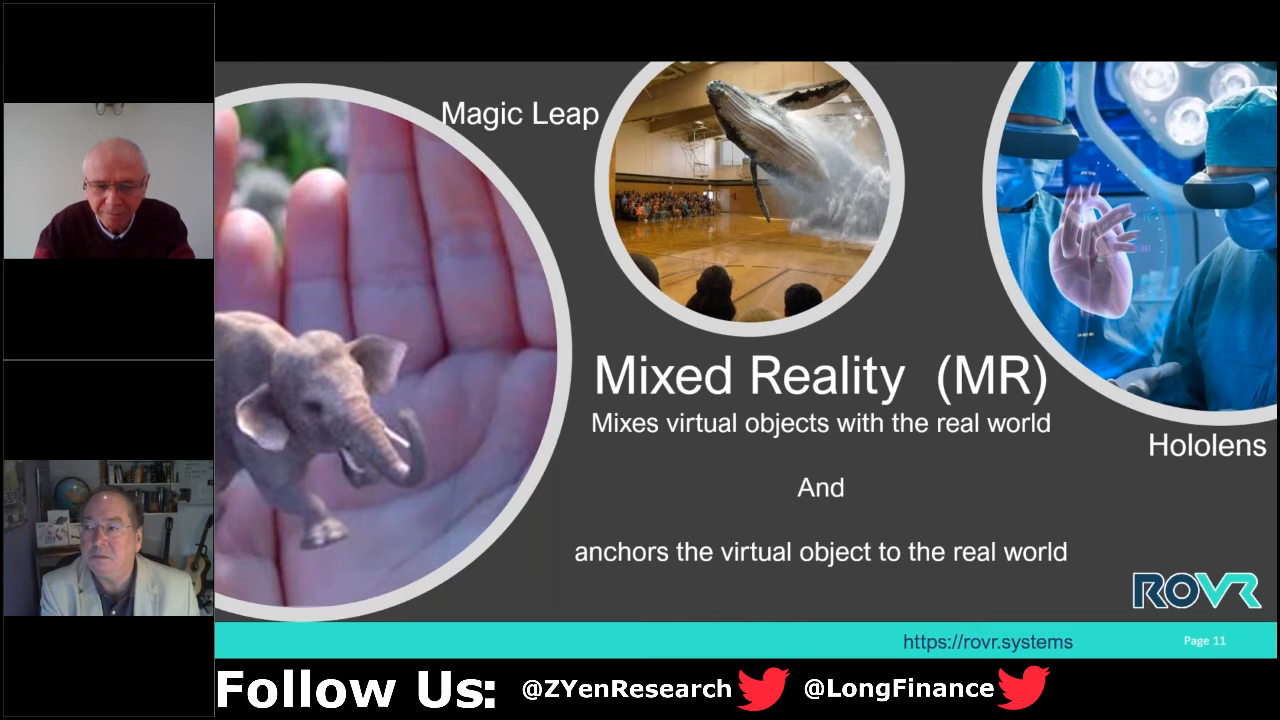 Magic Leap
Mixed Reality (MR)
Mixes virtual objects with the real world
And
anchors the virtual object to the real world
Hololens
ROVR
https://rovr.systems
Page 11
Follow Us: @ZYenResearch @LongFinance